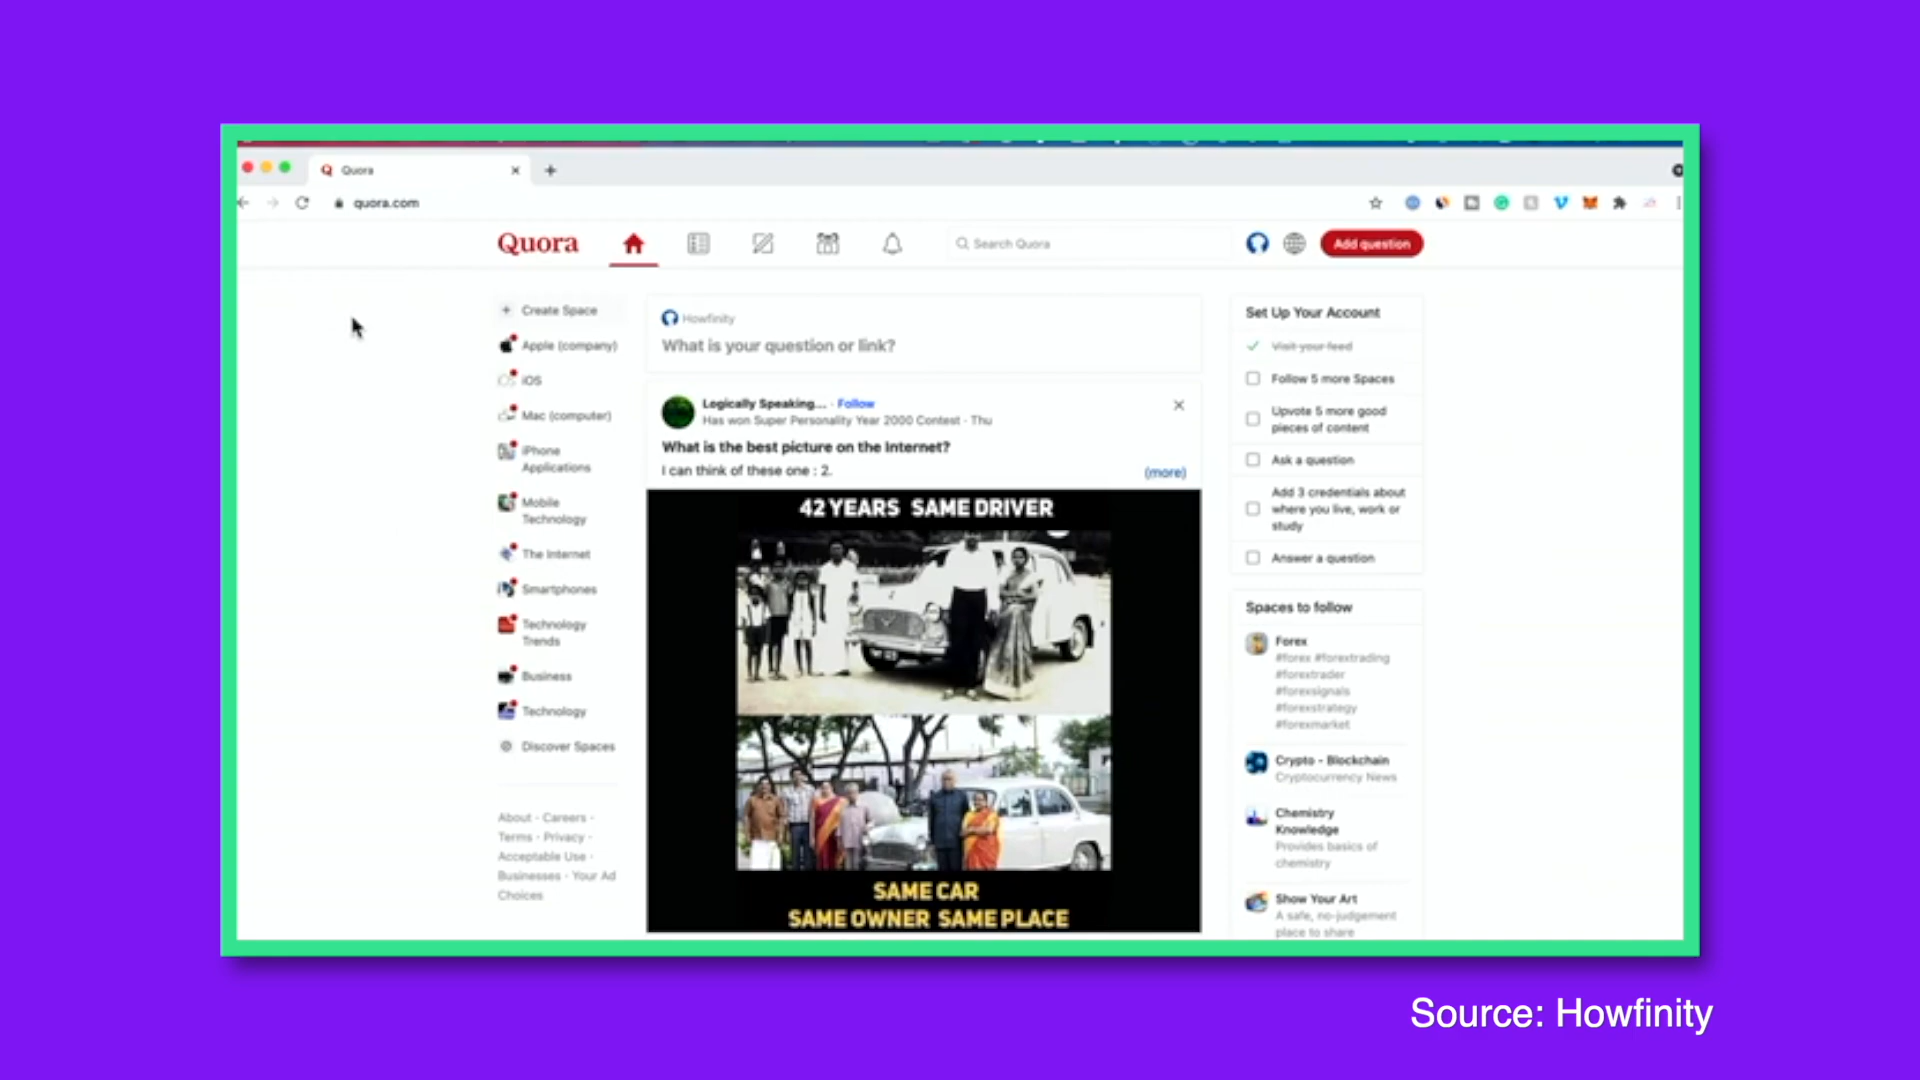 Quora
quora.com
Quora
Search Quora
Add question
Create Space
Apple (company)
iOS
Mac (computer)
iPhone
Applications
Mobile
Technology
The Internet
Smartphones
Technology
Trends
Business
Technology
Discover Spaces
About · Careers ·
Terms · Privacy ·
Acceptable Use ·
Businesses · Your Ad
Choices
Howfinity
What is your question or link?
Logically Speaking... · Follow
Has won Super Personality Year 2000 Contest · Thu
What is the best picture on the Internet?
I can think of these one : 2.
(more)
42 YEARS SAME DRIVER
SAME CAR
SAME OWNER SAME PLACE
Set Up Your Account
Visit your feed
Follow 5 more Spaces
Upvote 5 more good
pieces of content
Ask a question
Add 3 credentials about
where you live, work or
study
Answer a question
Spaces to follow
Forex
#forex #forextrading
#forextrader
#forexsignals
#forexstrategy
#forexmarket
Crypto - Blockchain
Cryptocurrency News
Chemistry
Knowledge
Provides basics of
chemistry
Show Your Art
A safe, no-judgement
place to share
Source: Howfinity